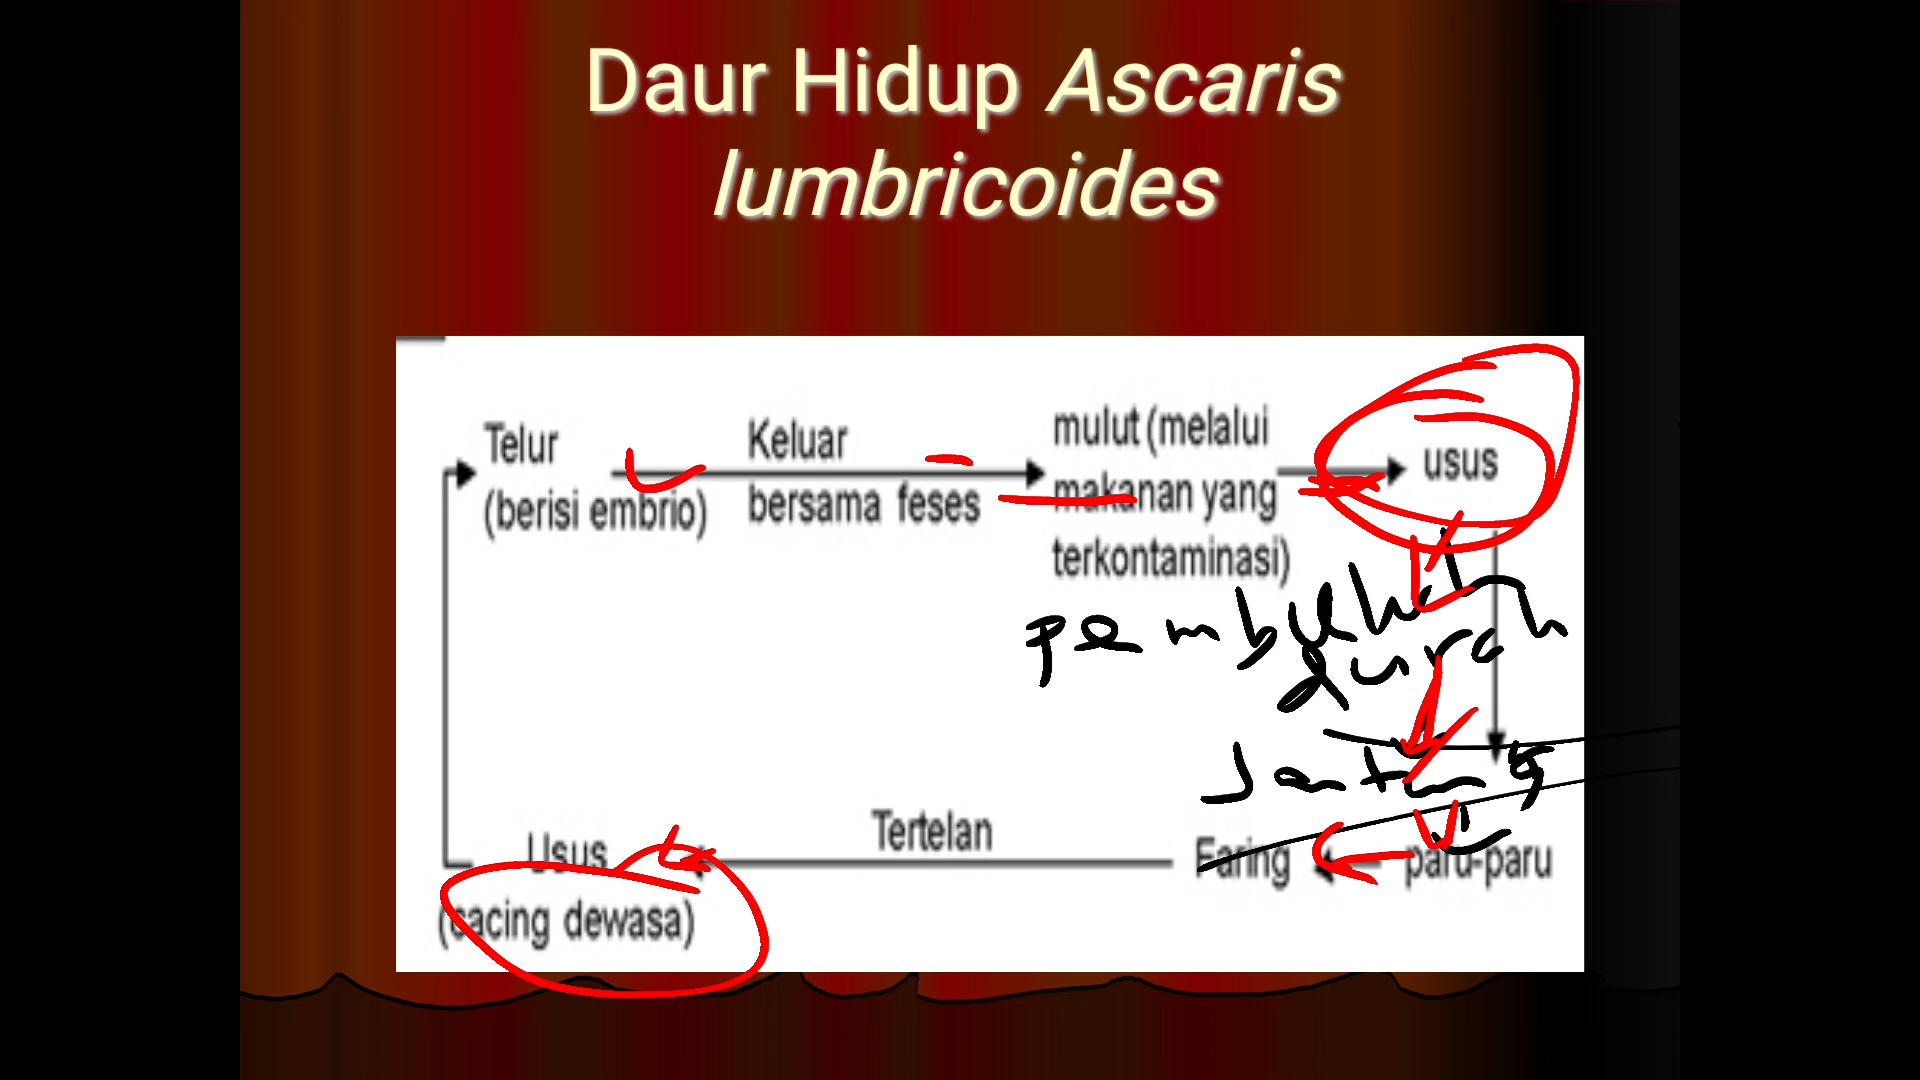 Daur Hidup Ascaris
lumbricoides
Telur
(berisi embrio)
Keluar
bersama feses
mulut (melalui
makanan yang
terkontaminasi)
usus
pembuluh
darah
Jantung
paru-paru
Faring
Tertelan
Usus
(cacing dewasa)